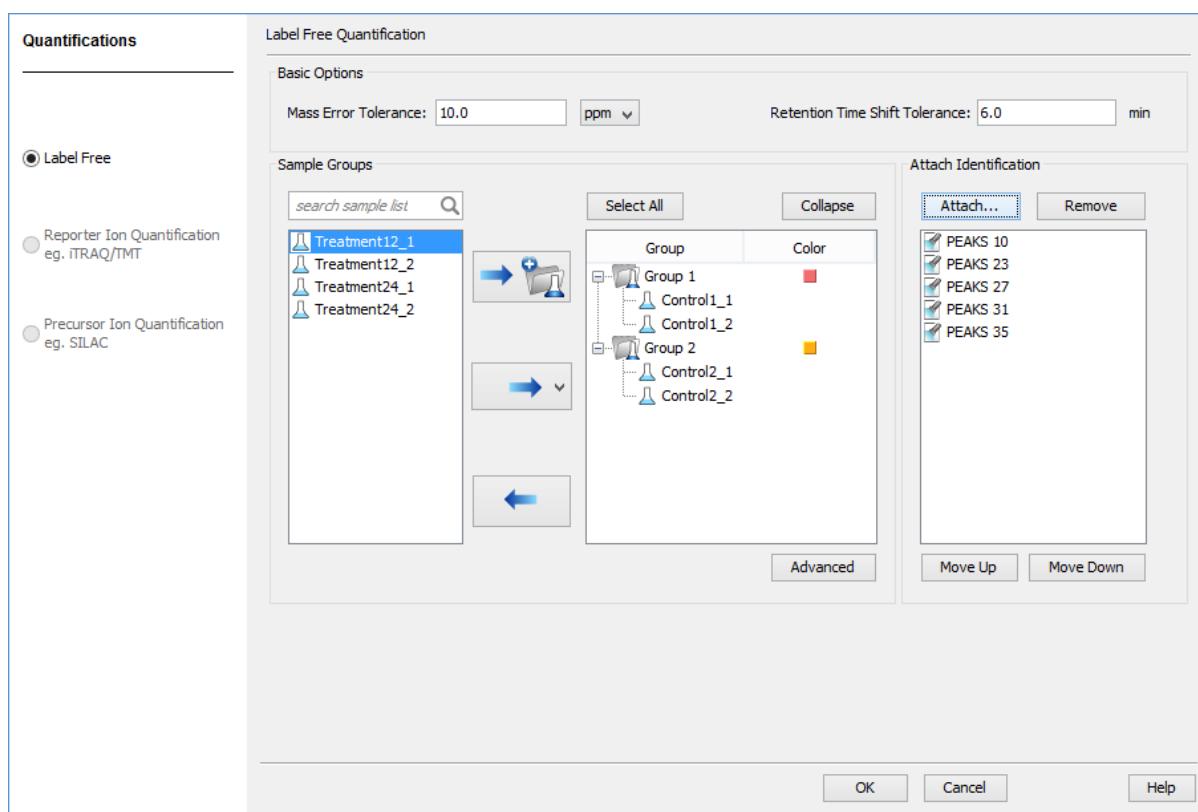 Quantifications
Label Free
Reporter Ion Quantification
eg. iTRAQ/TMT
Precursor Ion Quantification
eg. SILAC
Label Free Quantification
Basic Options
Mass Error Tolerance: 10.0 ppm Retention Time Shift Tolerance: 6.0 min
Sample Groups
search sample list
Treatment12_1
Treatment12_2
Treatment24_1
Treatment24_2
Select All Collapse
Group Color
Group 1
Control1_1
Control1_2
Group 2
Control2_1
Control2_2
Advanced
Attach Identification
Attach... Remove
PEAKS 10
PEAKS 23
PEAKS 27
PEAKS 31
PEAKS 35
Move Up Move Down
OK Cancel Help